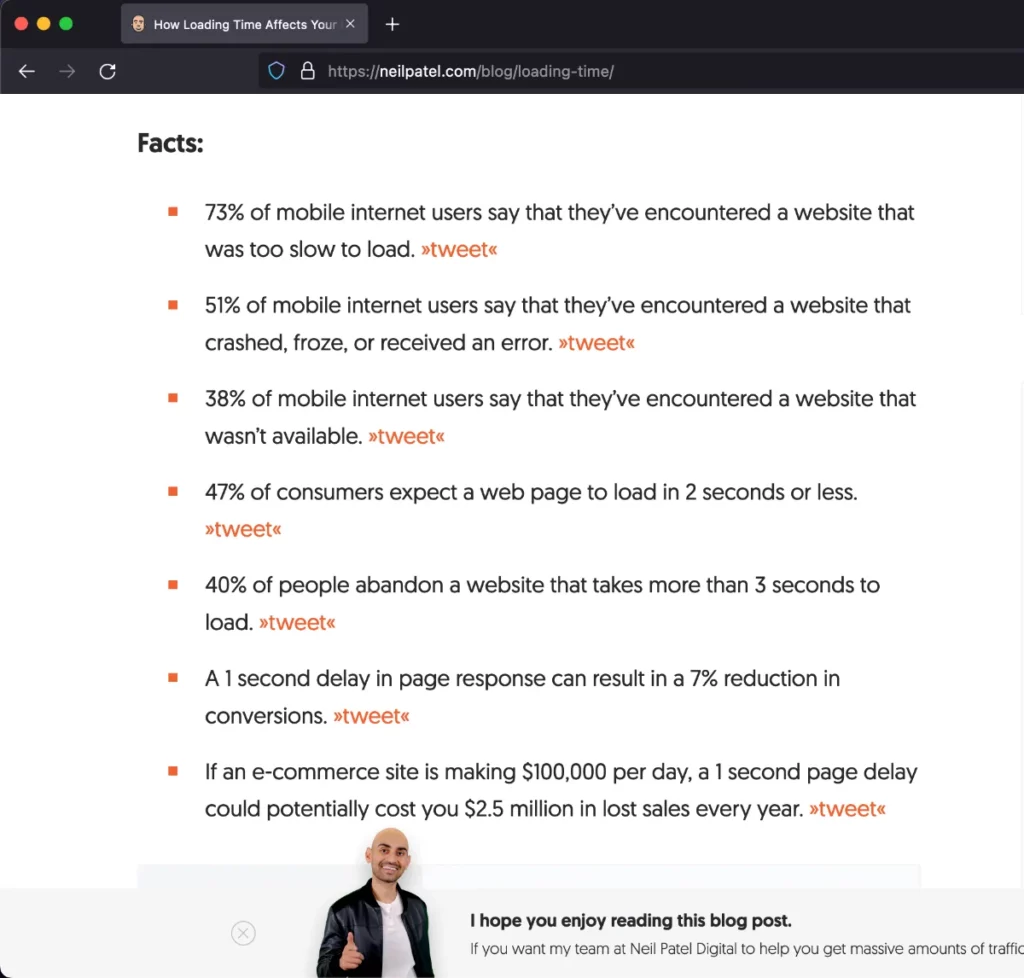 How Loading Time Affects Your
https://neilpatel.com/blog/loading-time/
Facts:
73% of mobile internet users say that they’ve encountered a website that
was too slow to load. »tweet«
51% of mobile internet users say that they’ve encountered a website that
crashed, froze, or received an error. »tweet«
38% of mobile internet users say that they’ve encountered a website that
wasn’t available. »tweet«
47% of consumers expect a web page to load in 2 seconds or less.
»tweet«
40% of people abandon a website that takes more than 3 seconds to
load. »tweet«
A 1 second delay in page response can result in a 7% reduction in
conversions. »tweet«
If an e-commerce site is making $100,000 per day, a 1 second page delay
could potentially cost you $2.5 million in lost sales every year. »tweet«
I hope you enjoy reading this blog post.
If you want my team at Neil Patel Digital to help you get massive amounts of traffic